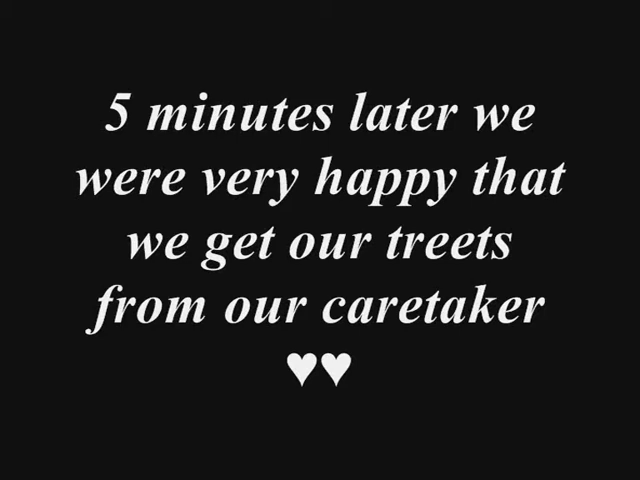 5 minutes later we
were very happy that
we get our treets
from our caretaker
♥♥